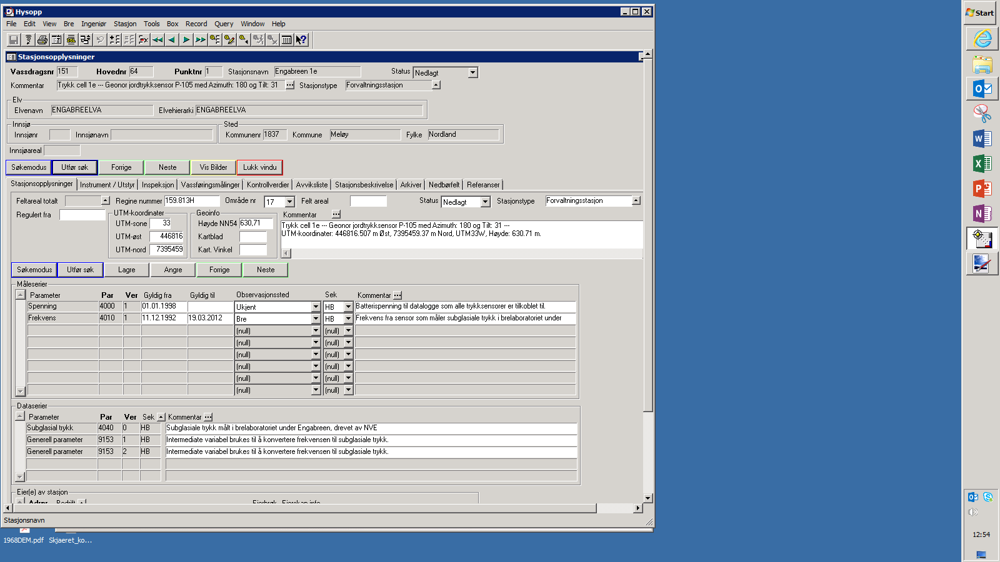 Hysopp
File Edit View Bre Ingeniør Stasjon Tools Box Record Query Window Help
Stasjonsopplysninger
Vassdragsnr 151 Hovednr 64 Punktnr 1 Stasjonsnavn Engabreen 1e Status Nedlagt
Kommentar Trykk cell 1e --- Geonor jordtrykksensor P-105 med Azimuth: 180 og Tilt: 31 ... Stasjonstype Forvaltningsstasjon
Elv
Elvenavn ENGABREELVA Elvehierarki ENGABREELVA
Innsjø Sted
Innsjønr Innsjønavn Kommunenr 1837 Kommune Meløy Fylke Nordland
Innsjøareal
Søkemodus Utfør søk Forrige Neste Vis Bilder Lukk vindu
Stasjonsopplysninger Instrument / Utstyr Inspeksjon Vassføringsmålinger Kontrollverdier Avviksliste Stasjonsbeskrivelse Arkiver Nedbørfelt Referanser
Feltareal totalt Regine nummer 159.813H Område nr 17 Felt areal Status Nedlagt Stasjonstype Forvaltningsstasjon
Regulert fra UTM-koordinater Geoinfo Kommentar ...
UTM-sone 33 Høyde NN54 630,71
UTM-øst 446816 Kartblad
UTM-nord 7395459 Kart. Vinkel
Trykk cell 1e --- Geonor jordtrykksensor P-105 med Azimuth: 180 og Tilt: 31 ---
UTM-koordinater: 446816.507 m Øst, 7395459.37 m Nord, UTM33W, Høyde: 630.71 m.
Søkemodus Utfør søk Lagre Angre Forrige Neste
Måleserier
Parameter Par Ver Gyldig fra Gyldig til Observasjonssted Sek Kommentar ...
Spenning 4000 1 01.01.1998 Ukjent HB Batterispenning til datalogge som alle trykksensorer er tilkoblet til.
Frekvens 4010 1 11.12.1992 19.03.2012 Bre HB Frekvens fra sensor som måler subglasiale trykk i brelaboratoriet under
(null) (null)
(null) (null)
(null) (null)
(null) (null)
(null) (null)
(null) (null)
Dataserier
Parameter Par Ver Sek Kommentar ...
Subglasial trykk 4040 0 HB Subglasiale trykk målt i brelaboratoriet under Engabreen, drevet av NVE
Generell parameter 9153 1 HB Intermediate variabel brukes til å konvertere frekvensen til subglasiale trykk.
Generell parameter 9153 2 HB Intermediate variabel brukes til å konvertere frekvensen til subglasiale trykk.
Eier(e) av stasjon
Adrnr Bedrift Eierbrøk Eierskap info
Stasjonsnavn
1968DEM.pdf Skjaeret_ko...
Start
12:54